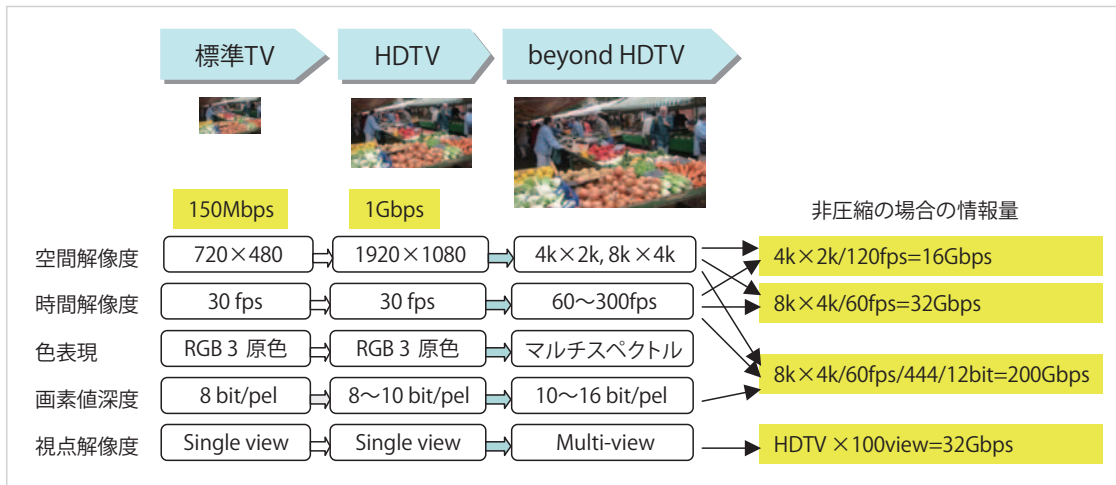 標準TV
HDTV
beyond HDTV
150Mbps
1Gbps
非圧縮の場合の情報量
空間解像度
720×480
1920×1080
4k×2k, 8k×4k
4k×2k/120fps=16Gbps
時間解像度
30 fps
30 fps
60〜300fps
8k×4k/60fps=32Gbps
色表現
RGB 3 原色
RGB 3 原色
マルチスペクトル
8k×4k/60fps/444/12bit=200Gbps
画素値深度
8 bit/pel
8〜10 bit/pel
10〜16 bit/pel
視点解像度
Single view
Single view
Multi-view
HDTV×100view=32Gbps